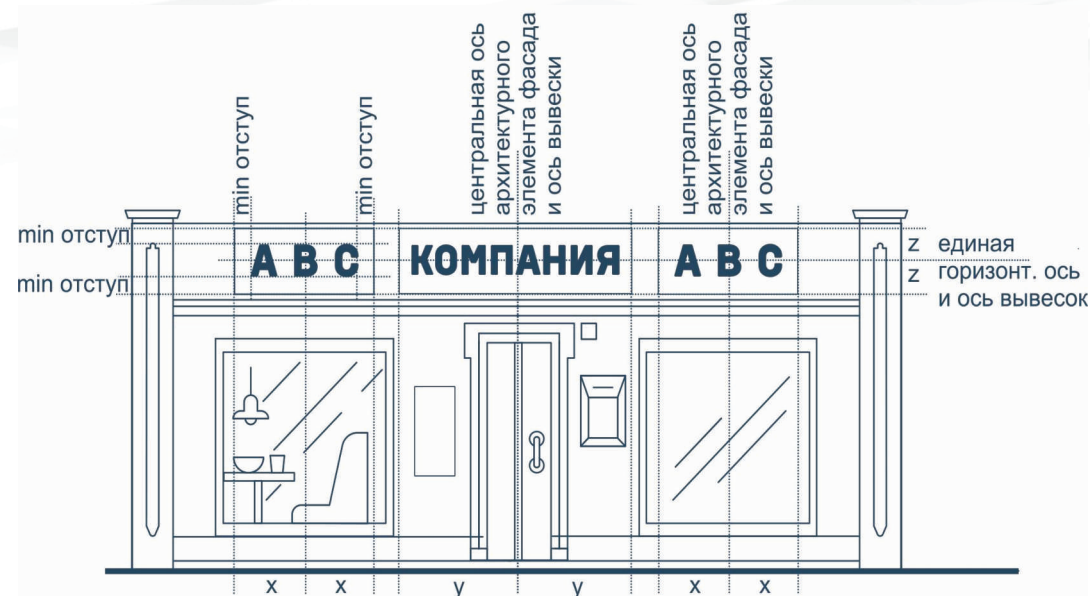 min отступ
min отступ
центральная ось
архитектурного
элемента фасада
и ось вывески
центральная ось
архитектурного
элемента фасада
и ось вывески
min отступ
min отступ
А В С
КОМПАНИЯ
А В С
z
z
единая
горизонт. ось
и ось вывесок
x x y y x x